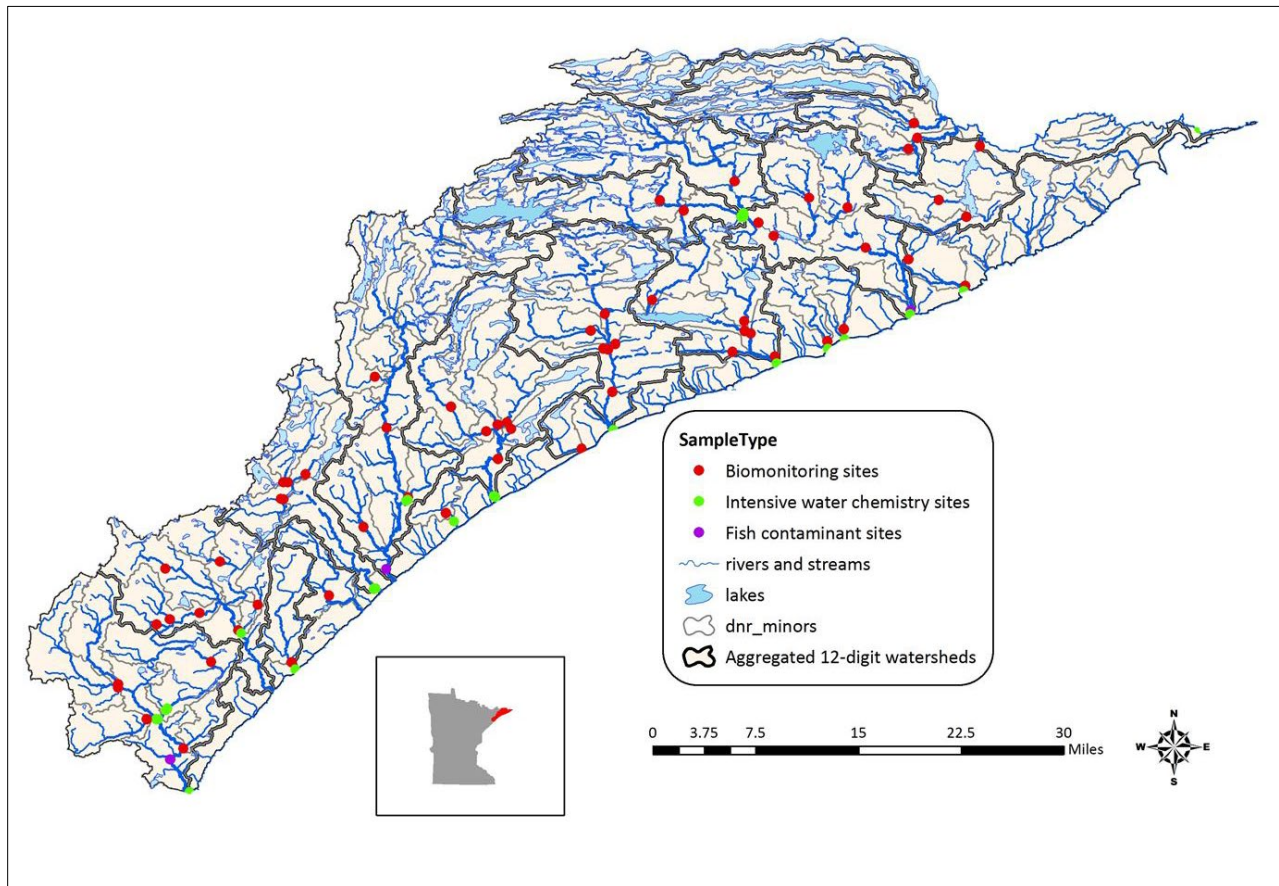 SampleType
Biomonitoring sites
Intensive water chemistry sites
Fish contaminant sites
rivers and streams
lakes
dnr_minors
Aggregated 12-digit watersheds
0 3.75 7.5 15 22.5 30
Miles
N
W E
S